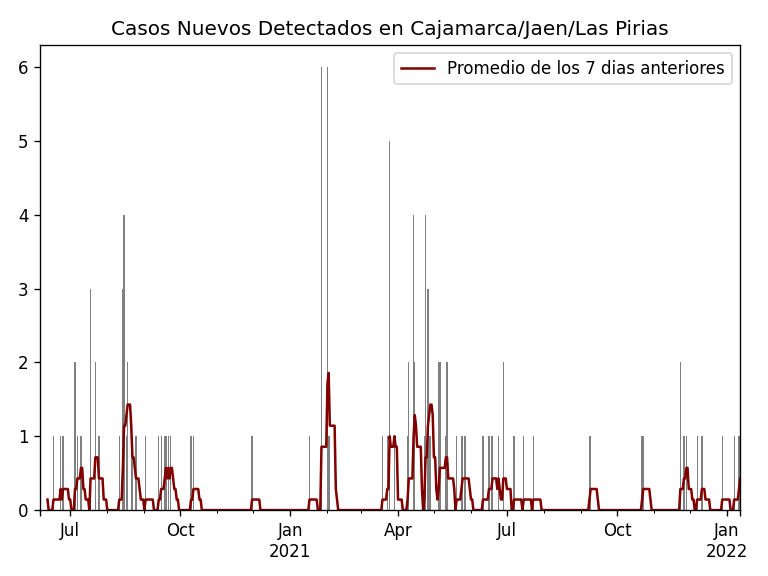 Casos Nuevos Detectados en Cajamarca/Jaen/Las Pirias
Promedio de los 7 dias anteriores
6
5
4
3
2
1
0
Jul
Oct
Jan
2021
Apr
Jul
Oct
Jan
2022